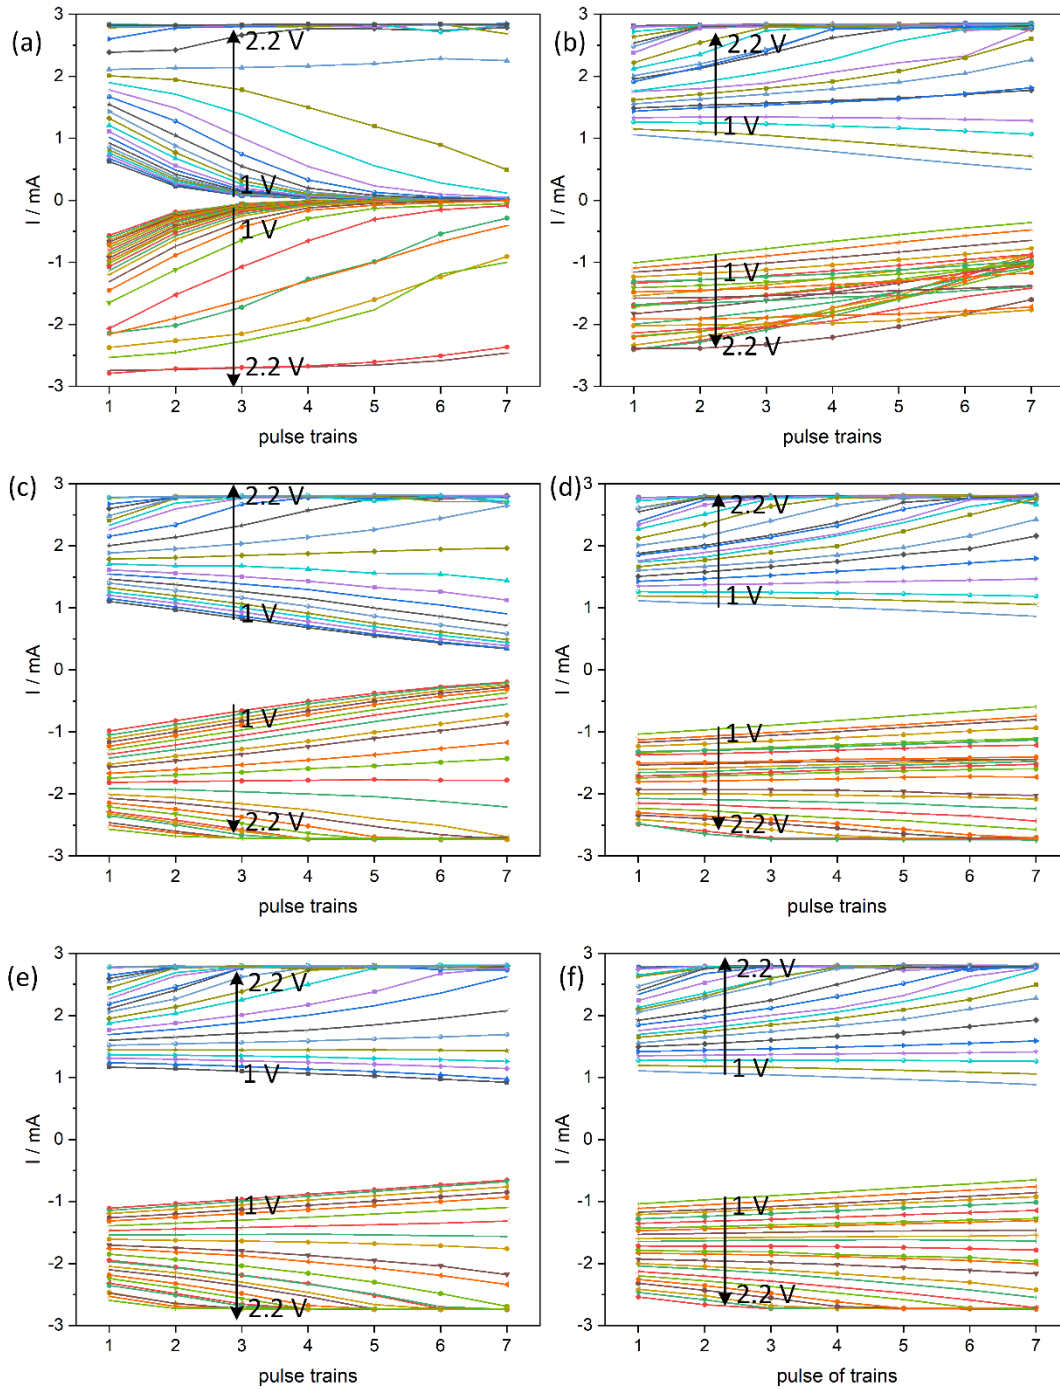 (a)
3
2
1
0
-1
-2
-3
I / mA
2.2 V
1 V
1 V
2.2 V
1 2 3 4 5 6 7
pulse trains
(b)
3
2
1
0
-1
-2
-3
I / mA
2.2 V
1 V
1V
2.2 V
1 2 3 4 5 6 7
pulse trains
(c)
3
2
1
0
-1
-2
-3
I / mA
2.2 V
1 V
1 V
2.2 V
1 2 3 4 5 6 7
pulse trains
(d)
3
2
1
0
-1
-2
-3
I / mA
2.2 V
1 V
1 V
2.2 V
1 2 3 4 5 6 7
pulse trains
(e)
3
2
1
0
-1
-2
-3
I / mA
2.2 V
1 V
1 V
2.2 V
1 2 3 4 5 6 7
pulse trains
(f)
3
2
1
0
-1
-2
-3
I / mA
2.2 V
1 V
1 V
2.2 V
1 2 3 4 5 6 7
pulse of trains